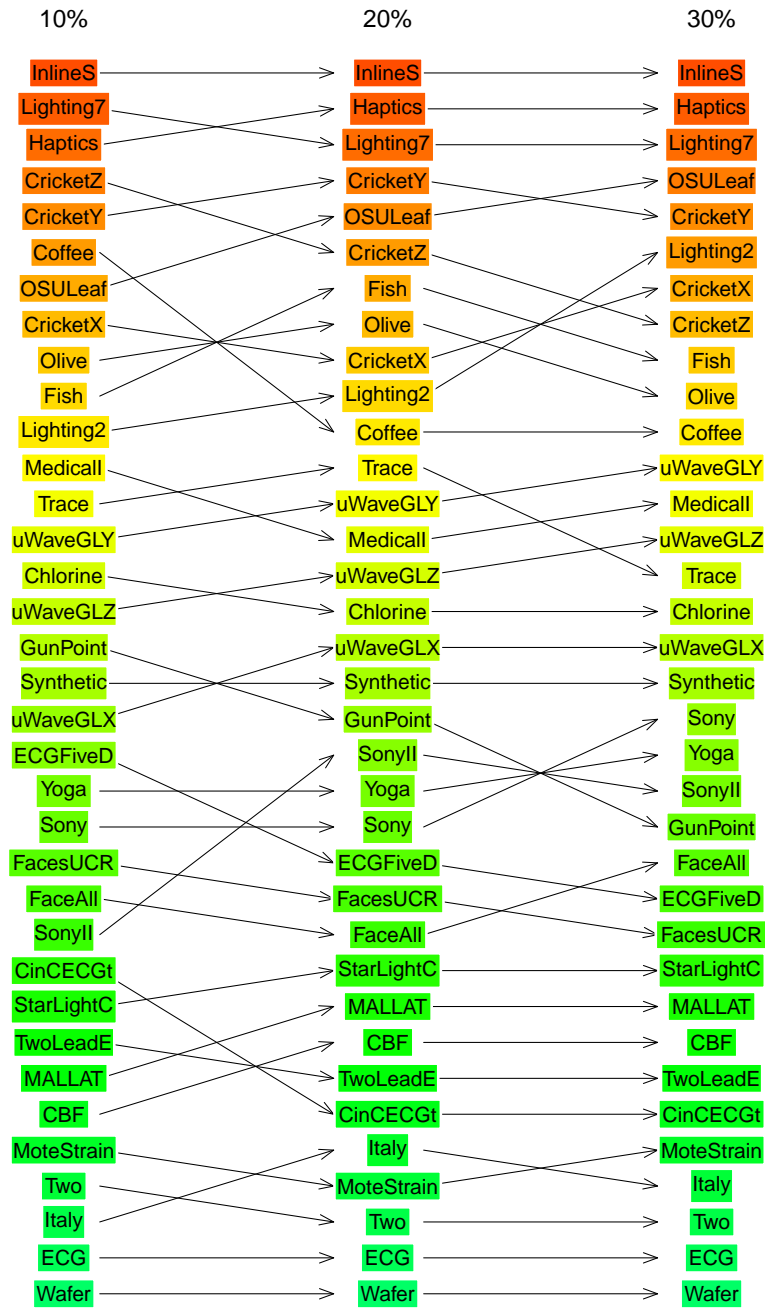 10% 20% 30%
InlineS InlineS InlineS
Lighting7 Haptics Haptics
Haptics Lighting7 Lighting7
CricketZ CricketY OSULeaf
CricketY OSULeaf CricketY
Coffee CricketZ Lighting2
OSULeaf Fish CricketX
CricketX Olive CricketZ
Olive CricketX Fish
Fish Lighting2 Olive
Lighting2 Coffee Coffee
MedicalI Trace uWaveGLY
Trace uWaveGLY MedicalI
uWaveGLY MedicalI uWaveGLZ
Chlorine uWaveGLZ Trace
uWaveGLZ Chlorine Chlorine
GunPoint uWaveGLX uWaveGLX
Synthetic Synthetic Synthetic
uWaveGLX GunPoint Sony
ECGFiveD SonyII Yoga
Yoga Yoga SonyII
Sony Sony GunPoint
FacesUCR ECGFiveD FaceAll
FaceAll FacesUCR ECGFiveD
SonyII FaceAll FacesUCR
CinCECGt StarLightC StarLightC
StarLightC MALLAT MALLAT
TwoLeadE CBF CBF
MALLAT TwoLeadE TwoLeadE
CBF CinCECGt CinCECGt
MoteStrain Italy MoteStrain
Two MoteStrain Italy
Italy Two Two
ECG ECG ECG
Wafer Wafer Wafer